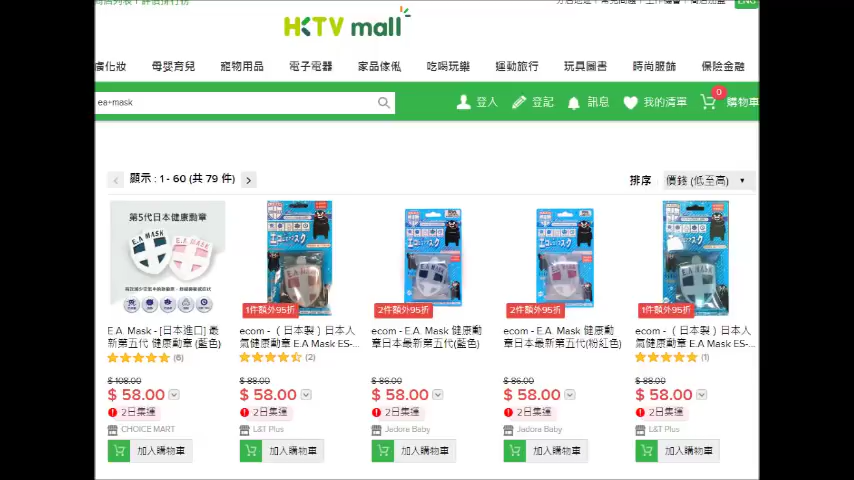 HKTV mall
ENG
美妝 母嬰育兒 寵物用品 電子電器 家品傢俬 吃喝玩樂 運動旅行 玩具圖書 時尚服飾 保險金融
ea+mask
登入 登記 訊息 我的清單 0 購物車
顯示 : 1 - 60 (共 79 件)
排序 價錢 (低至高)
第5代日本健康勳章
E.A MASK
E.A MASK
1件額外95折
2件額外95折
2件額外95折
1件額外95折
E.A. Mask - [日本進口] 最新第五代 健康勳章 (藍色)
(6)
$ 108.00
$ 58.00
2日集運
CHOICE MART
加入購物車
ecom - （日本製）日本人氣健康勳章 E.A Mask ES-...
(2)
$ 88.00
$ 58.00
2日集運
L&T Plus
加入購物車
ecom - E.A. Mask 健康勳章日本最新第五代(藍色)
$ 86.00
$ 58.00
2日集運
Jadore Baby
加入購物車
ecom - E.A. Mask 健康勳章日本最新第五代(粉紅色)
$ 86.00
$ 58.00
2日集運
Jadore Baby
加入購物車
ecom - （日本製）日本人氣健康勳章 E.A Mask ES-...
(1)
$ 88.00
$ 58.00
2日集運
L&T Plus
加入購物車